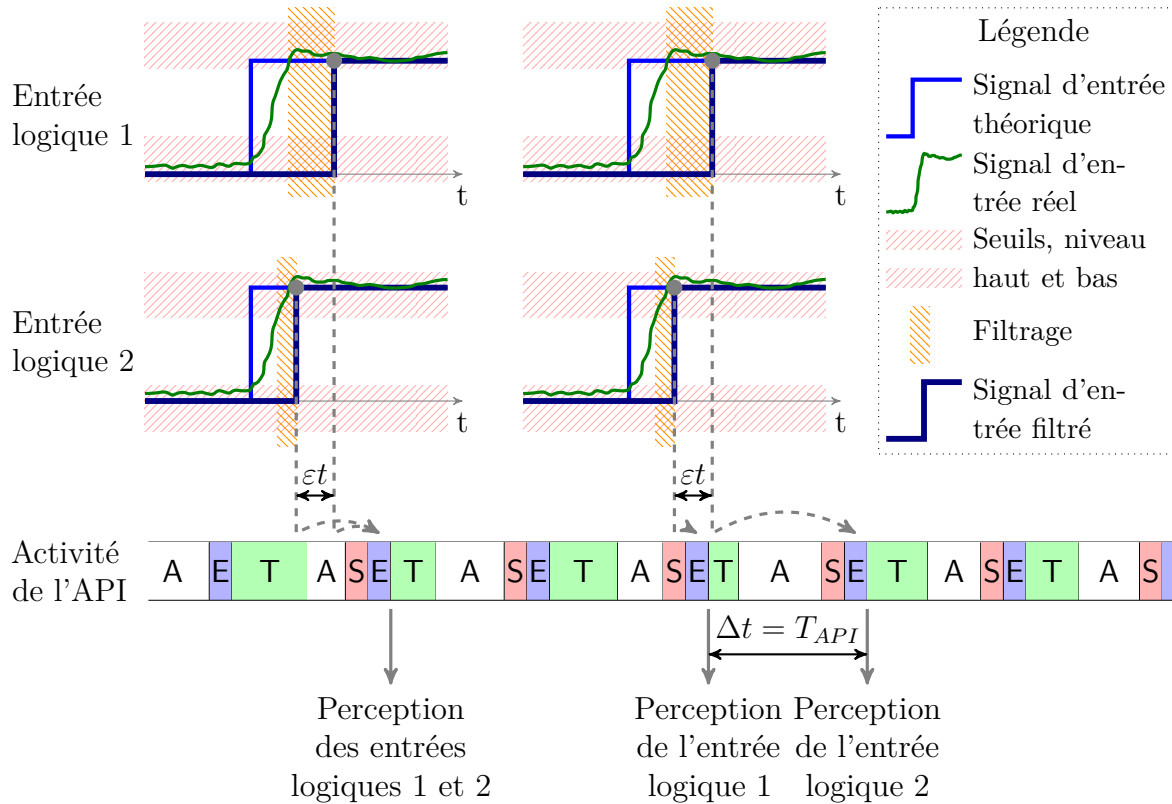 Légende
Signal d'entrée
théorique
Signal d'en-
trée réel
Seuils, niveau
haut et bas
Filtrage
Signal d'en-
trée filtré
Entrée
logique 1
t
t
Entrée
logique 2
t
t
εt
εt
Activité
de l'API
A E T A S E T A S E T A S E T A S E T A S E T A S
Δt = T_API
Perception
des entrées
logiques 1 et 2
Perception
de l'entrée
logique 1
Perception
de l'entrée
logique 2